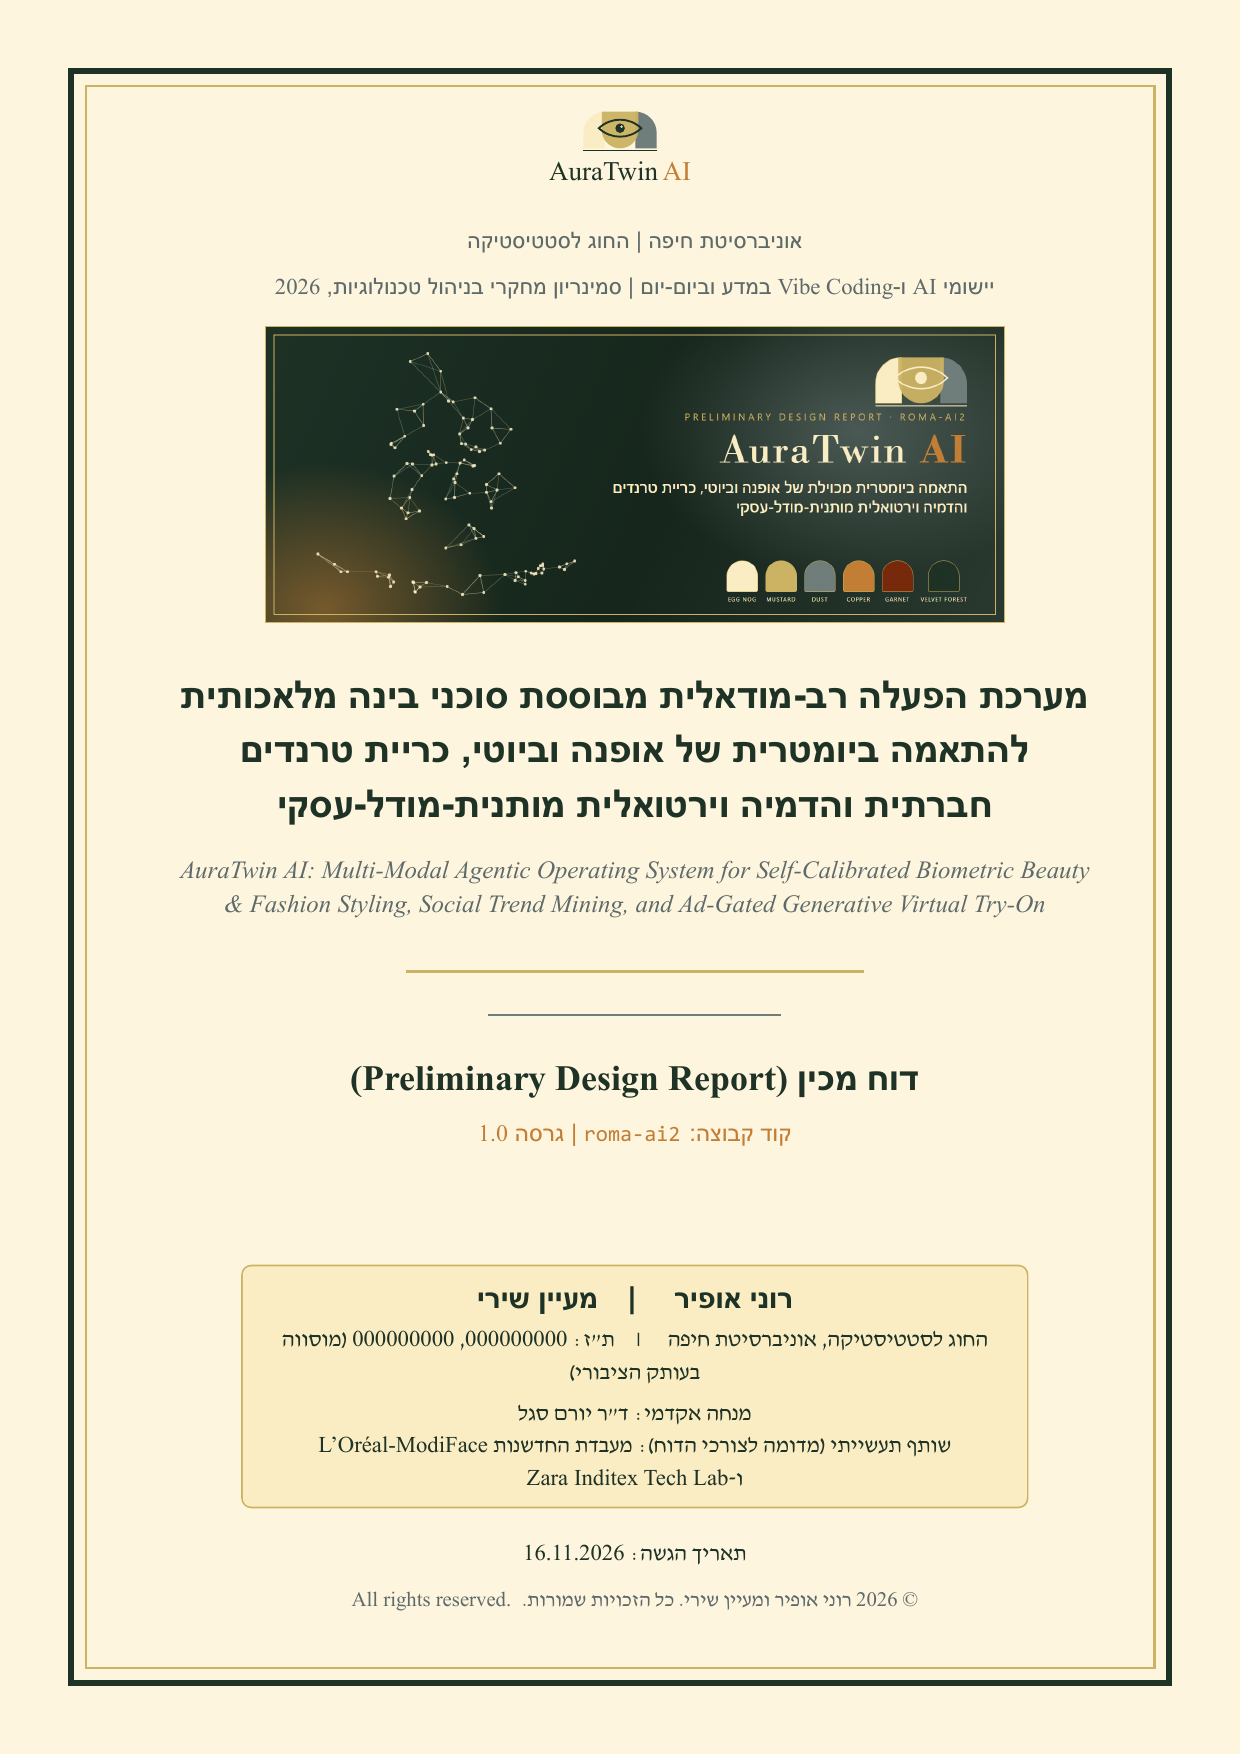 AuraTwin AI
אוניברסיטת חיפה | החוג לסטטיסטיקה
יישומי AI ו-Vibe Coding במדע וביום-יום | סמינריון מחקרי בניהול טכנולוגיות, 2026
PRELIMINARY DESIGN REPORT · ROMA-AI2
AuraTwin AI
התאמה ביומטרית מכוילת של אופנה וביוטי, כריית טרנדים
והדמיה וירטואלית מותנית-מודל-עסקי
EGG NOG MUSTARD DUST COPPER GARNET VELVET FOREST
מערכת הפעלה רב-מודאלית מבוססת סוכני בינה מלאכותית
להתאמה ביומטרית של אופנה וביוטי, כריית טרנדים
חברתית והדמיה וירטואלית מותנית-מודל-עסקי
AuraTwin AI: Multi-Modal Agentic Operating System for Self-Calibrated Biometric Beauty
& Fashion Styling, Social Trend Mining, and Ad-Gated Generative Virtual Try-On
דוח מכין (Preliminary Design Report)
קוד קבוצה: roma-ai2 | גרסה 1.0
רוני אופיר | מעיין שירי
החוג לסטטיסטיקה, אוניברסיטת חיפה | ת״ז: 000000000, 000000000 (מוסווה
בעותק הציבורי)
מנחה אקדמי: ד״ר יורם סגל
שותף תעשייתי (מדומה לצורכי הדוח): מעבדת החדשנות L’Oréal-ModiFace
ו-Zara Inditex Tech Lab
תאריך הגשה: 16.11.2026
© 2026 רוני אופיר ומעיין שירי. כל הזכויות שמורות. All rights reserved.